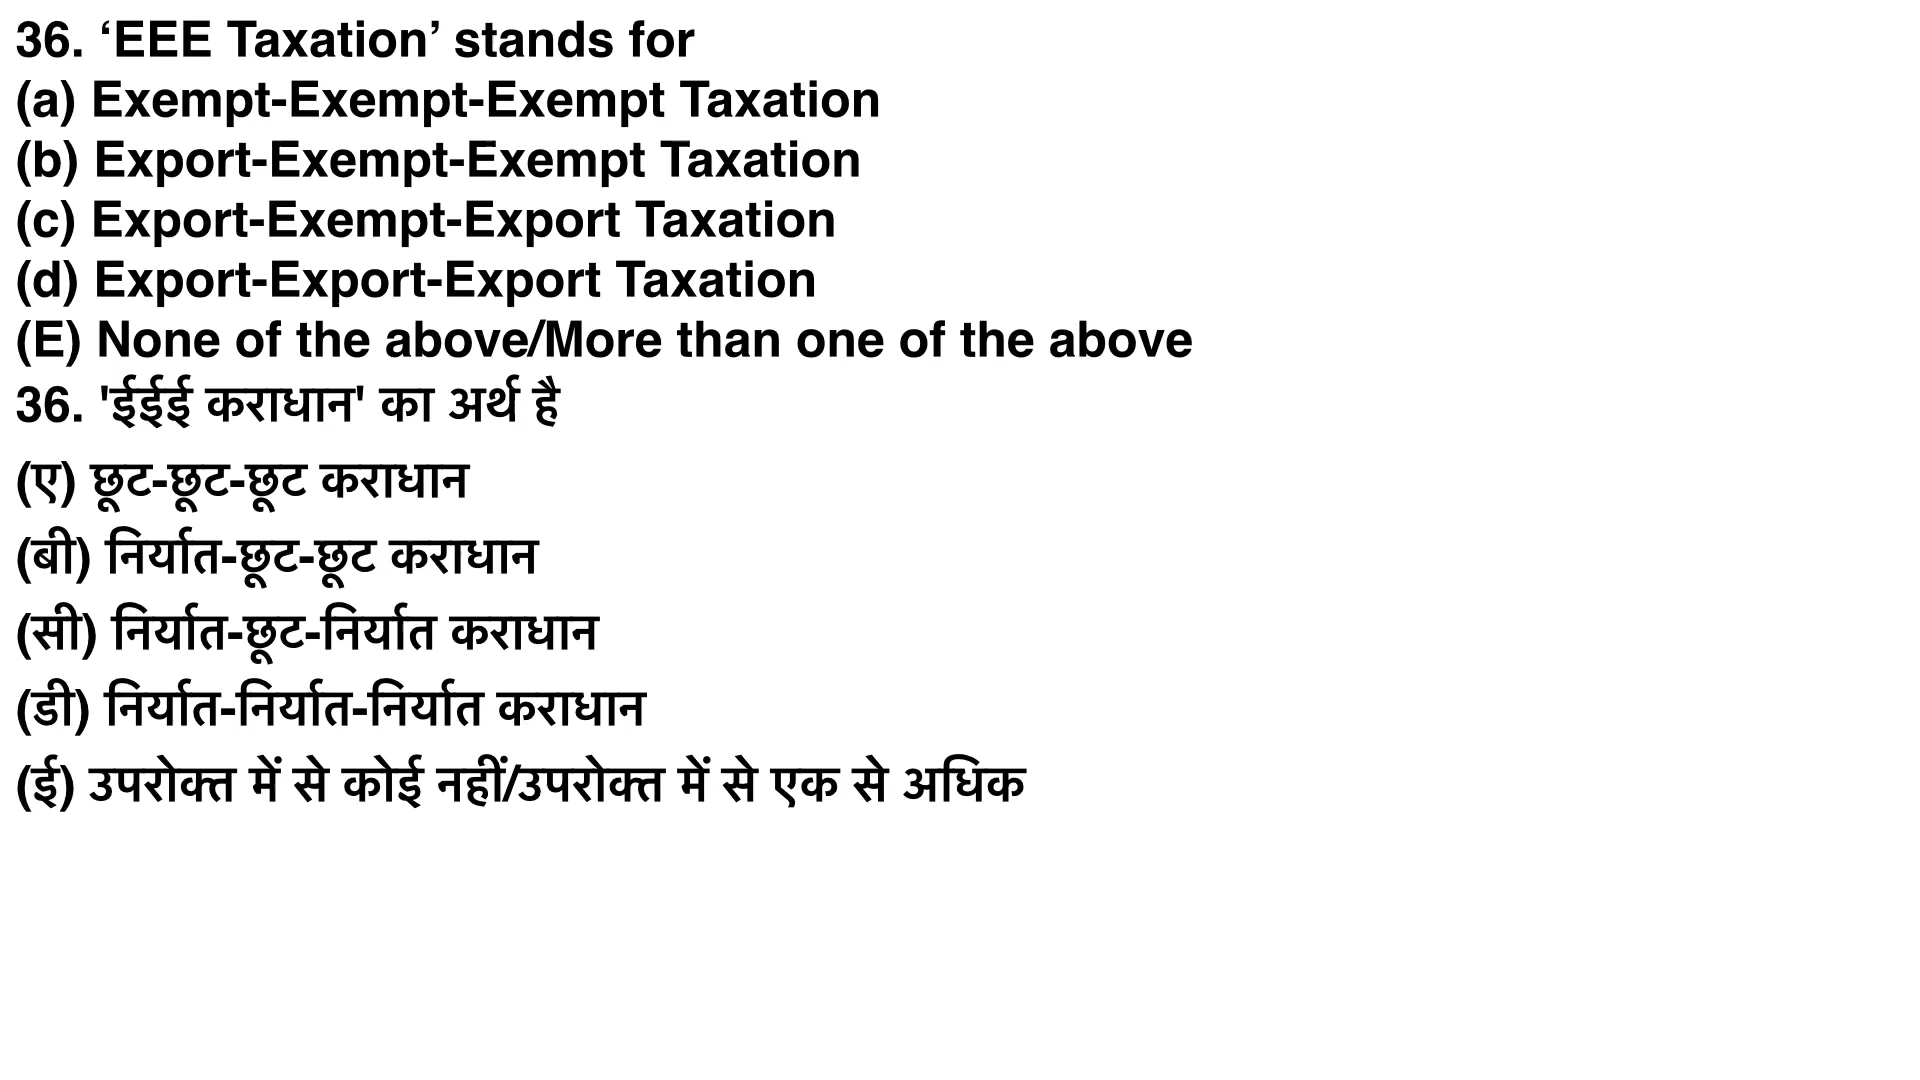 36. ‘EEE Taxation’ stands for
(a) Exempt-Exempt-Exempt Taxation
(b) Export-Exempt-Exempt Taxation
(c) Export-Exempt-Export Taxation
(d) Export-Export-Export Taxation
(E) None of the above/More than one of the above
36. 'ईईई कराधान' का अर्थ है
(ए) छूट-छूट-छूट कराधान
(बी) निर्यात-छूट-छूट कराधान
(सी) निर्यात-छूट-निर्यात कराधान
(डी) निर्यात-निर्यात-निर्यात कराधान
(ई) उपरोक्त में से कोई नहीं/उपरोक्त में से एक से अधिक